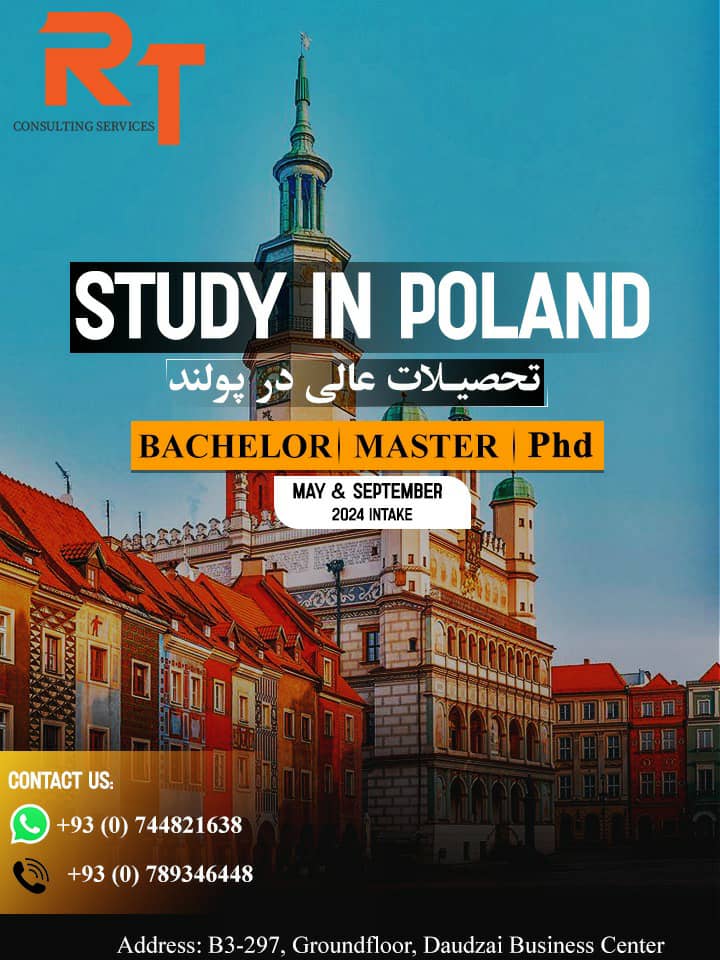 RT
CONSULTING SERVICES
STUDY IN POLAND
تحصیلات عالی در پولند
BACHELOR | MASTER | Phd
MAY & SEPTEMBER
2024 INTAKE
CONTACT US:
+93 (0) 744821638
+93 (0) 789346448
Address: B3-297, Groundfloor, Daudzai Business Center